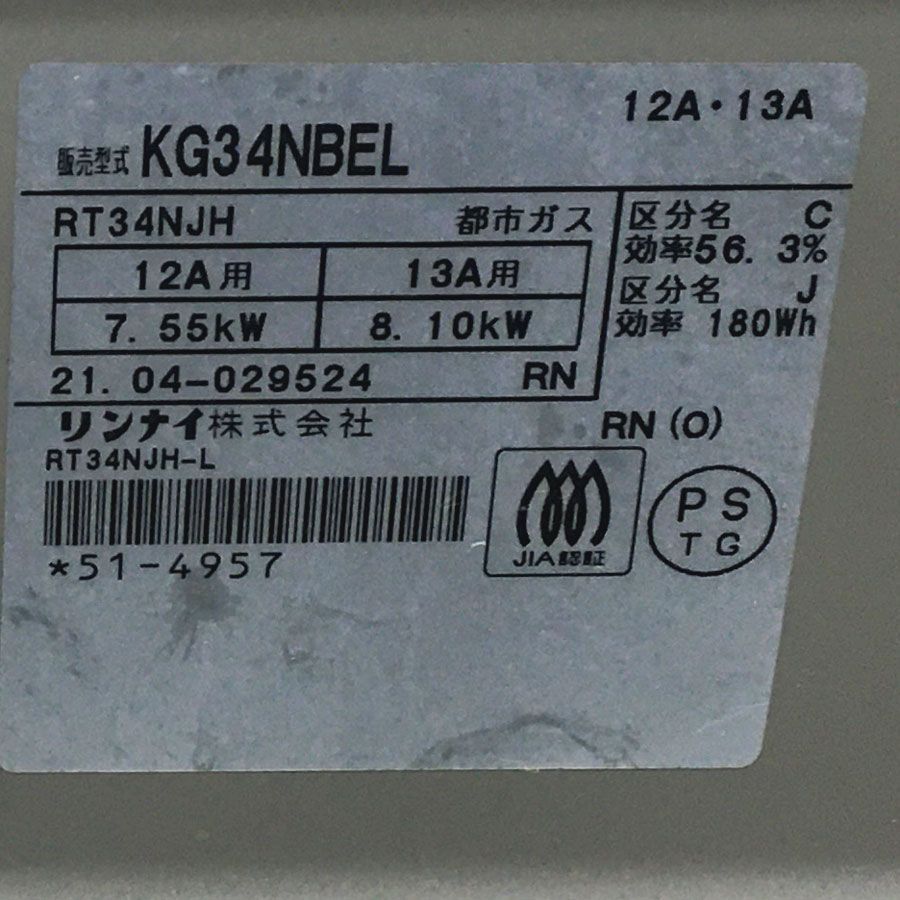 12A・13A
販売型式 KG34NBEL
RT34NJH 都市ガス
12A用 13A用
7.55kW 8.10kW
21.04-029524 RN
区分名 C
効率56.3%
区分名 J
効率 180Wh
リンナイ株式会社 RN(O)
RT34NJH-L
*51-4957
JIA認証
PS
TG